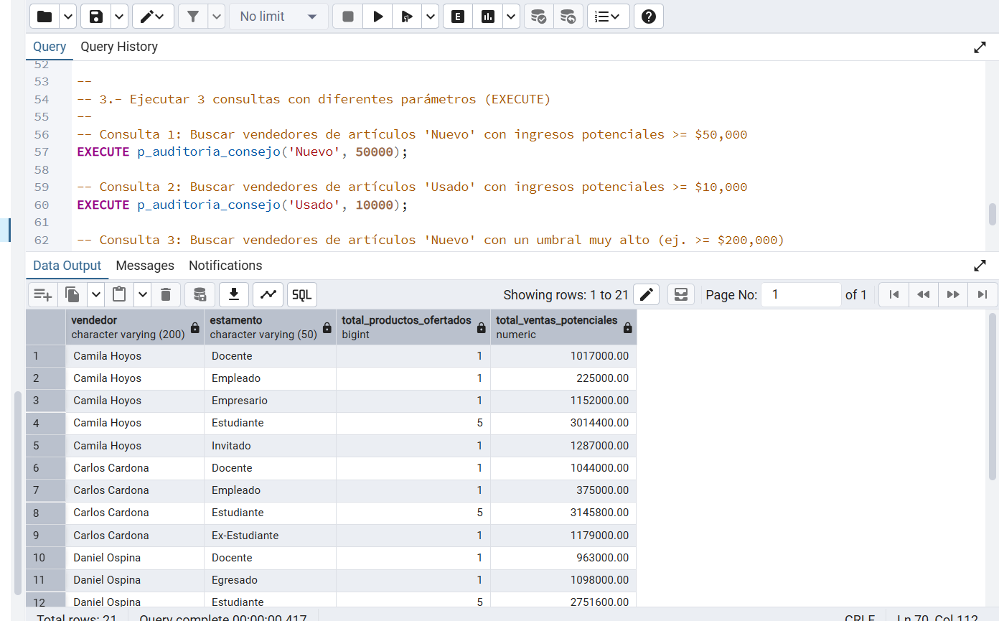 No limit
E
Query Query History
52
53 --
54 -- 3.- Ejecutar 3 consultas con diferentes parámetros (EXECUTE)
55 --
56 -- Consulta 1: Buscar vendedores de artículos 'Nuevo' con ingresos potenciales >= $50,000
57 EXECUTE p_auditoria_consejo('Nuevo', 50000);
58
59 -- Consulta 2: Buscar vendedores de artículos 'Usado' con ingresos potenciales >= $10,000
60 EXECUTE p_auditoria_consejo('Usado', 10000);
61
62 -- Consulta 3: Buscar vendedores de artículos 'Nuevo' con un umbral muy alto (ej. >= $200,000)
Data Output Messages Notifications
SQL Showing rows: 1 to 21 Page No: 1 of 1
vendedor estamento total_productos_ofertados total_ventas_potenciales
character varying (200) character varying (50) bigint numeric
1 Camila Hoyos Docente 1 1017000.00
2 Camila Hoyos Empleado 1 225000.00
3 Camila Hoyos Empresario 1 1152000.00
4 Camila Hoyos Estudiante 5 3014400.00
5 Camila Hoyos Invitado 1 1287000.00
6 Carlos Cardona Docente 1 1044000.00
7 Carlos Cardona Empleado 1 375000.00
8 Carlos Cardona Estudiante 5 3145800.00
9 Carlos Cardona Ex-Estudiante 1 1179000.00
10 Daniel Ospina Docente 1 963000.00
11 Daniel Ospina Egresado 1 1098000.00
12 Daniel Ospina Estudiante 5 2751600.00
Total rows: 21 Query complete 00:00:00.417 CRLF Ln 70, Col 112